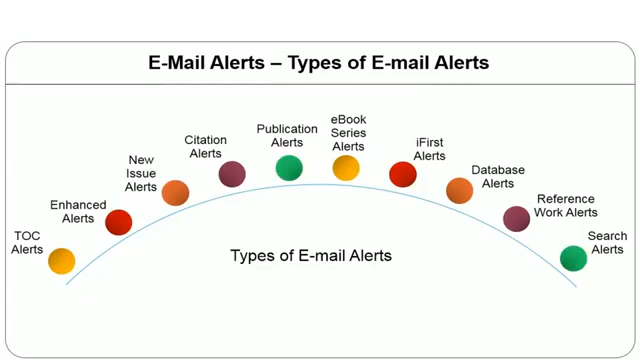 E-Mail Alerts – Types of E-mail Alerts
TOC
Alerts
Enhanced
Alerts
New
Issue
Alerts
Citation
Alerts
Publication
Alerts
eBook
Series
Alerts
iFirst
Alerts
Database
Alerts
Reference
Work Alerts
Search
Alerts
Types of E-mail Alerts